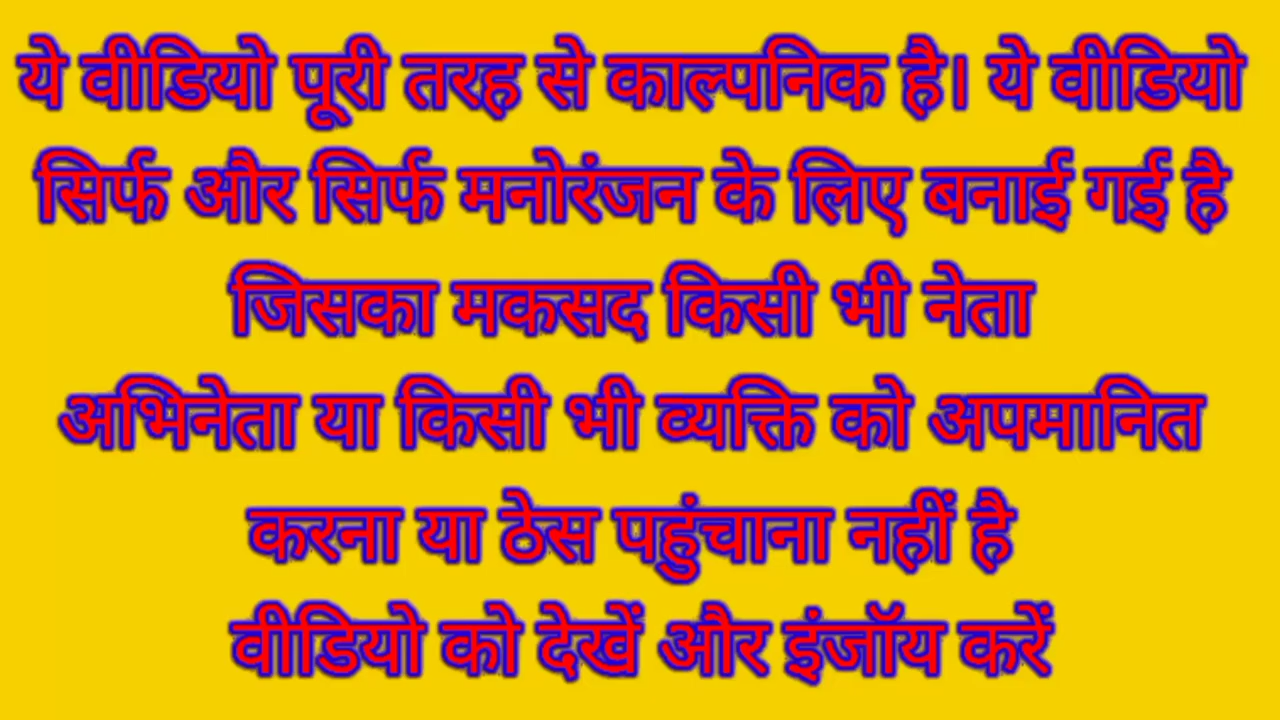 ये वीडियो पूरी तरह से काल्पनिक है। ये वीडियो
सिर्फ और सिर्फ मनोरंजन के लिए बनाई गई है
जिसका मकसद किसी भी नेता
अभिनेता या किसी भी व्यक्ति को अपमानित
करना या ठेस पहुंचाना नहीं है
वीडियो को देखें और इंजॉय करें